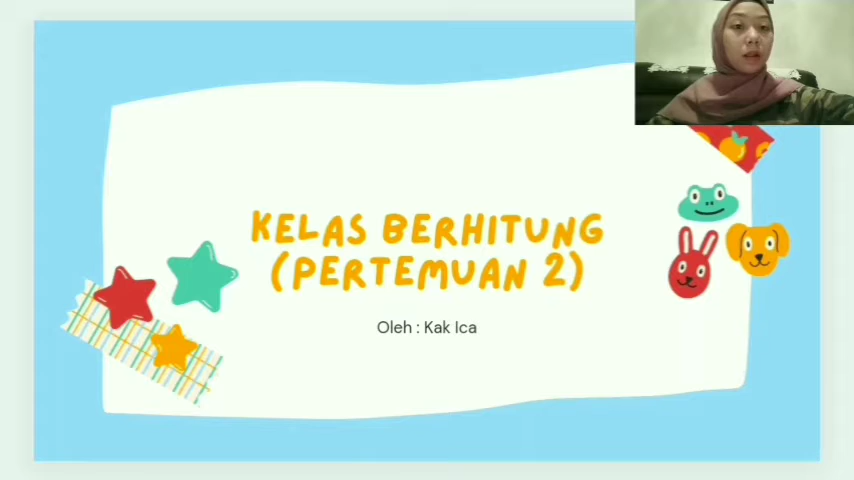 KELAS BERHITUNG
(PERTEMUAN 2)
Oleh : Kak Ica